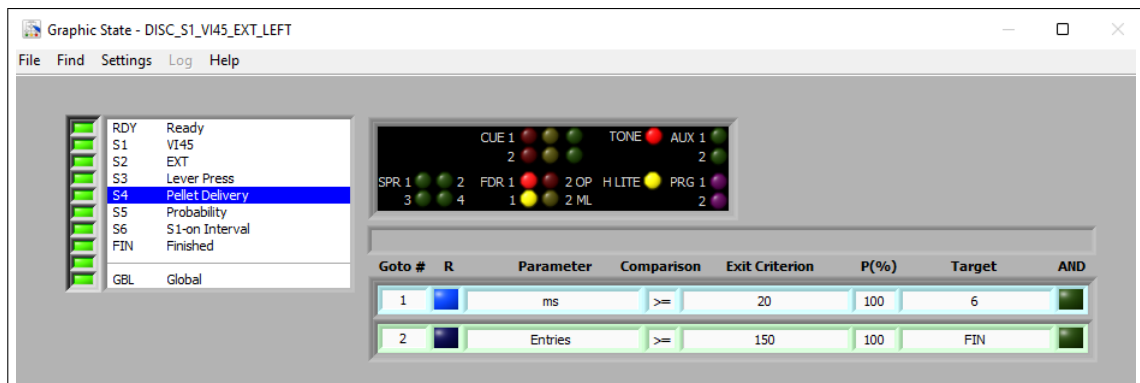 Graphic State - DISC_S1_VI45_EXT_LEFT
File Find Settings Log Help
RDY Ready
S1 VI45
S2 EXT
S3 Lever Press
S4 Pellet Delivery
S5 Probability
S6 S1-on Interval
FIN Finished
GBL Global
CUE 1 TONE AUX 1
2 2
SPR 1 2 FDR 1 2 OP H LITE PRG 1
3 4 1 2 ML 2
Goto # R Parameter Comparison Exit Criterion P(%) Target AND
1 ms >= 20 100 6
2 Entries >= 150 100 FIN